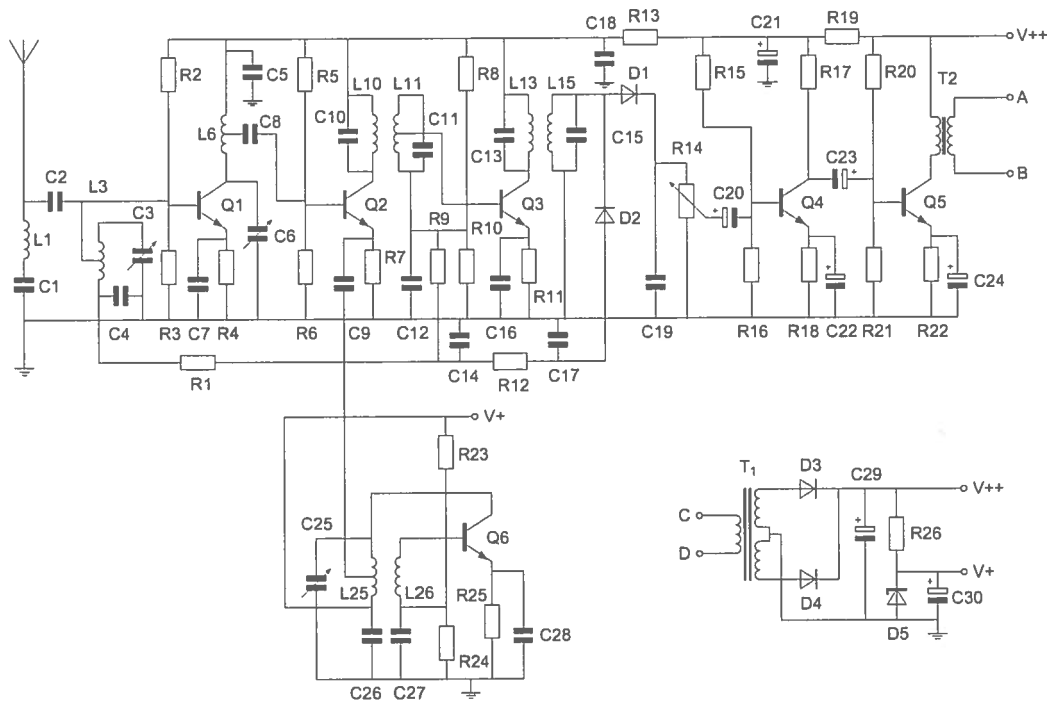 C18 R13 C21 R19
V++
R2 C5 R5 L10 L11 R8 L13 L15 D1 R15 R17 R20 T2
A
L6 C8 C10 C11 C13 C15 R14 C23
B
C2 L3 C3 Q1 C6 Q2 R9 Q3 D2 C20 Q4 Q5
L1 R7 R10
C1 R11 C24
C4 R3 C7 R4 R6 C9 C12 C16 C19 R16 R18 C22 R21 R22
R1 C14 R12 C17
V+
R23
C25 Q6
L25 L26 R25
R24 C28
C26 C27
T1 D3 C29 V++
C
D
R26
V+
D4 D5 C30
+ + + + + + +